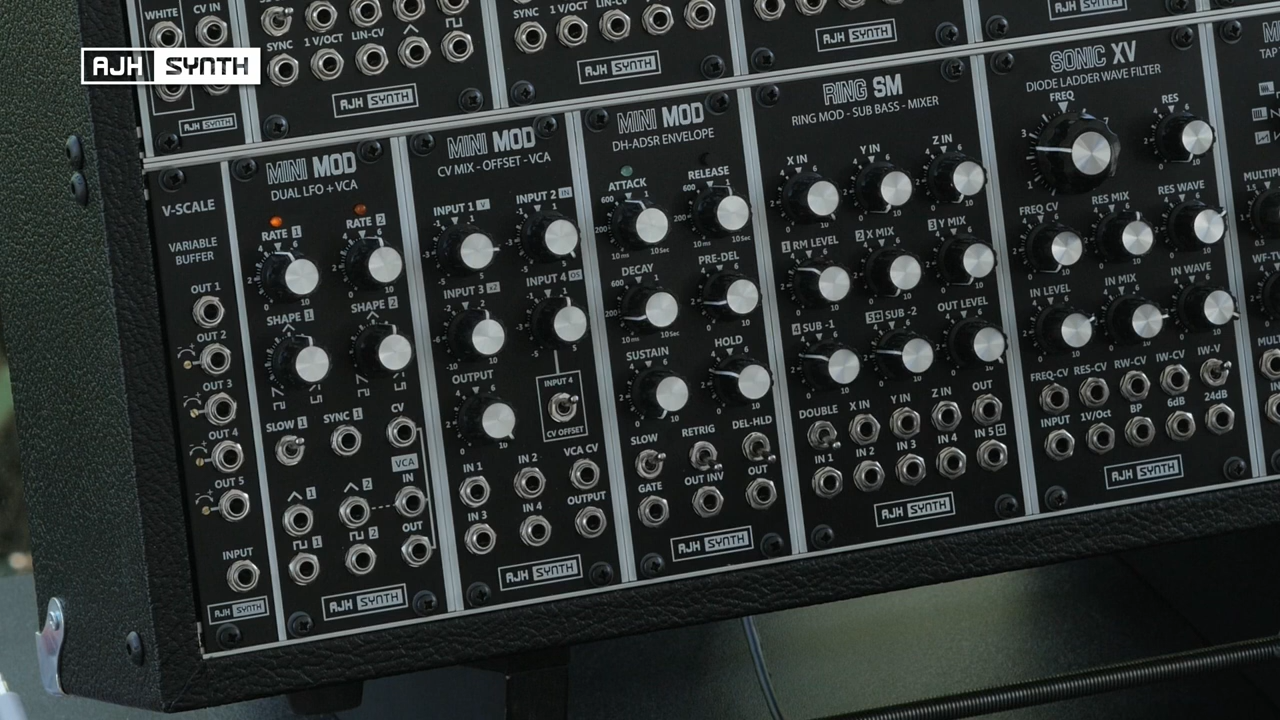 AJH SYNTH
WHITE CV IN
SYNC 1 V/OCT LIN-CV
AJH SYNTH
AJH SYNTH
SYNC 1 V/OCT LIN-CV
AJH SYNTH
AJH SYNTH
AJH SYNTH
V-SCALE
VARIABLE
BUFFER
OUT 1
OUT 2
OUT 3
OUT 4
OUT 5
INPUT
AJH SYNTH
MINI MOD
DUAL LFO + VCA
RATE 1 RATE 2
SHAPE 1 SHAPE 2
SLOW 1 SYNC 1 CV
VCA
1 2 IN
1 2 OUT
AJH SYNTH
MINI MOD
CV MIX - OFFSET - VCA
INPUT 1 V INPUT 2 IN
INPUT 3 x2 INPUT 4 OS
OUTPUT
INPUT 4
CV OFFSET
IN 1 IN 2 VCA CV
IN 3 IN 4 OUTPUT
AJH SYNTH
MINI MOD
DH-ADSR ENVELOPE
ATTACK RELEASE
DECAY PRE-DEL
SUSTAIN HOLD
SLOW RETRIG DEL-HLD
GATE OUT INV OUT
AJH SYNTH
RING SM
RING MOD - SUB BASS - MIXER
X IN Y IN Z IN
1 RM LEVEL 2 X MIX 3 Y MIX
4 SUB -1 5 SUB -2 OUT LEVEL
DOUBLE X IN Y IN Z IN OUT
IN 1 IN 2 IN 3 IN 4 IN 5
AJH SYNTH
SONIC XV
DIODE LADDER WAVE FILTER
FREQ RES
FREQ CV RES MIX RES WAVE
IN LEVEL IN MIX IN WAVE
FREQ-CV RES-CV RW-CV IW-CV IW-V
INPUT 1V/Oct BP 6dB 24dB
AJH SYNTH